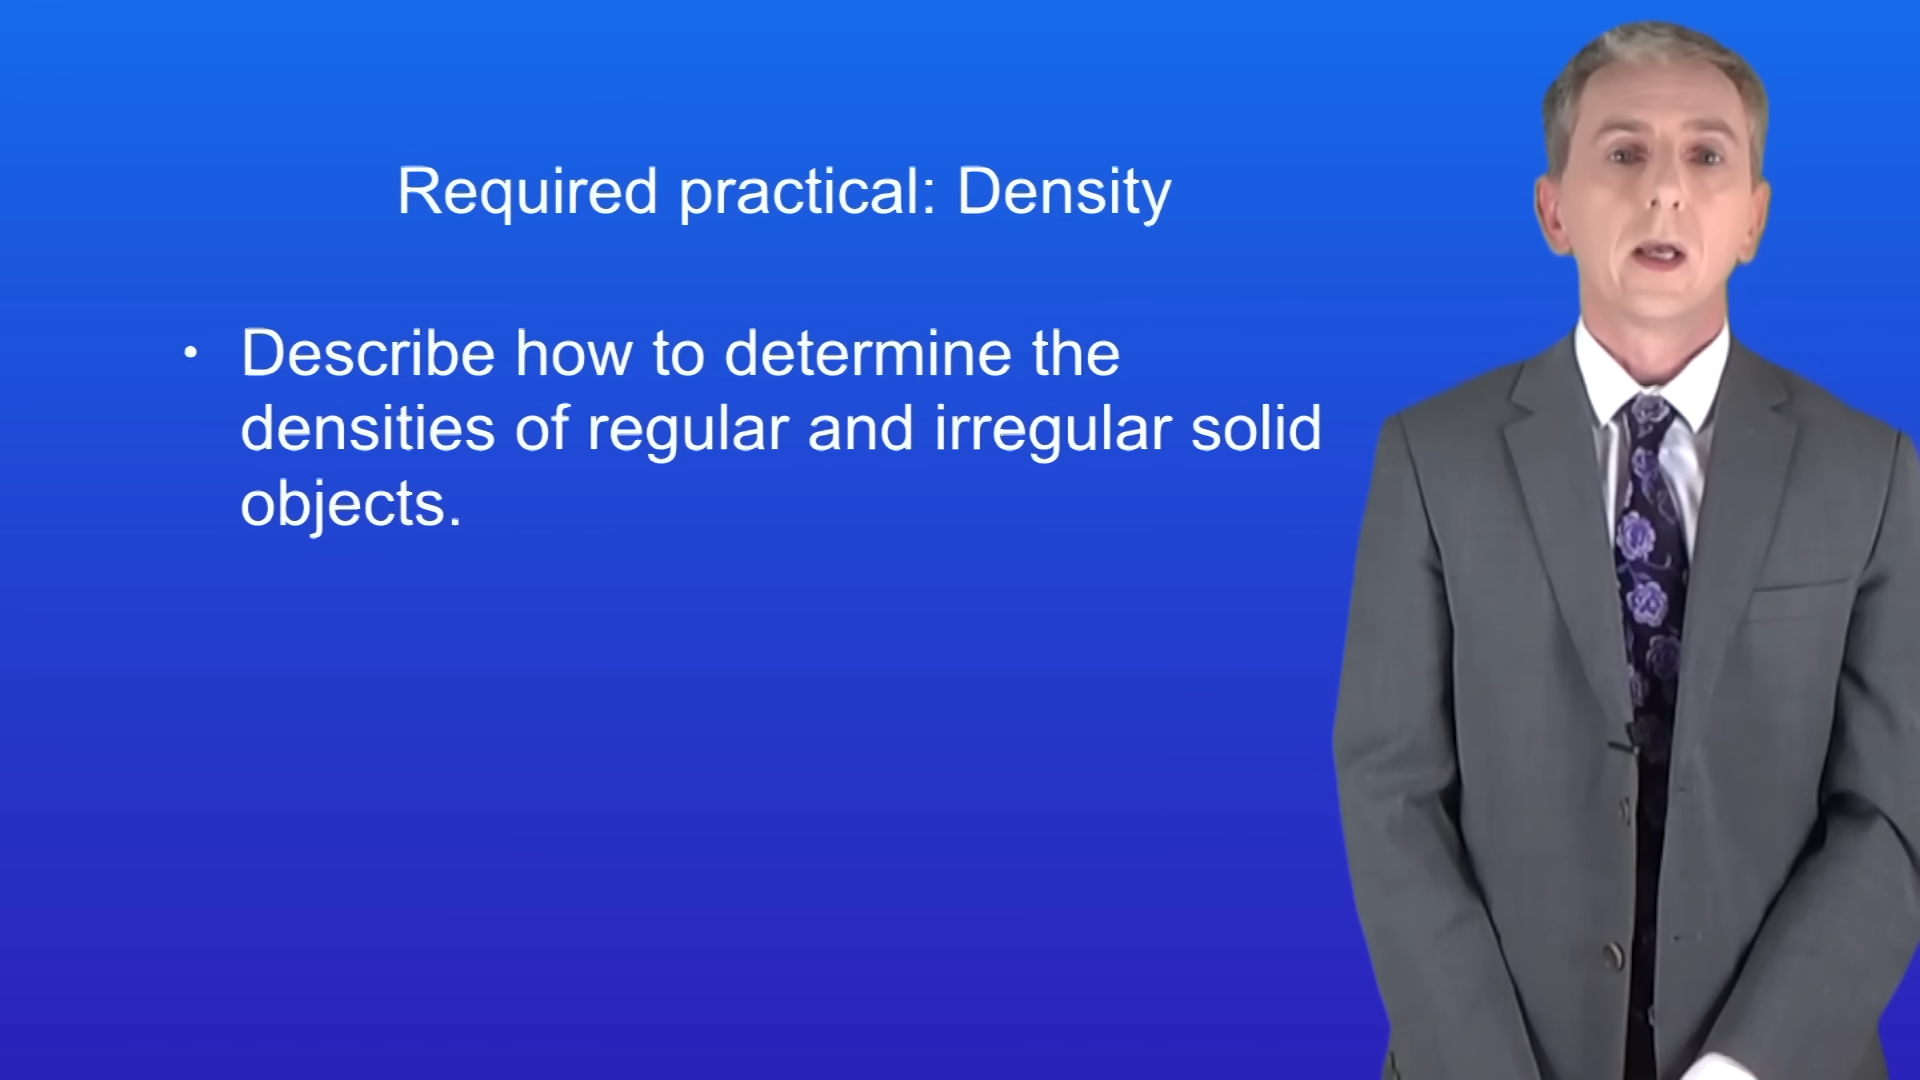 Required practical: Density
• Describe how to determine the
densities of regular and irregular solid
objects.